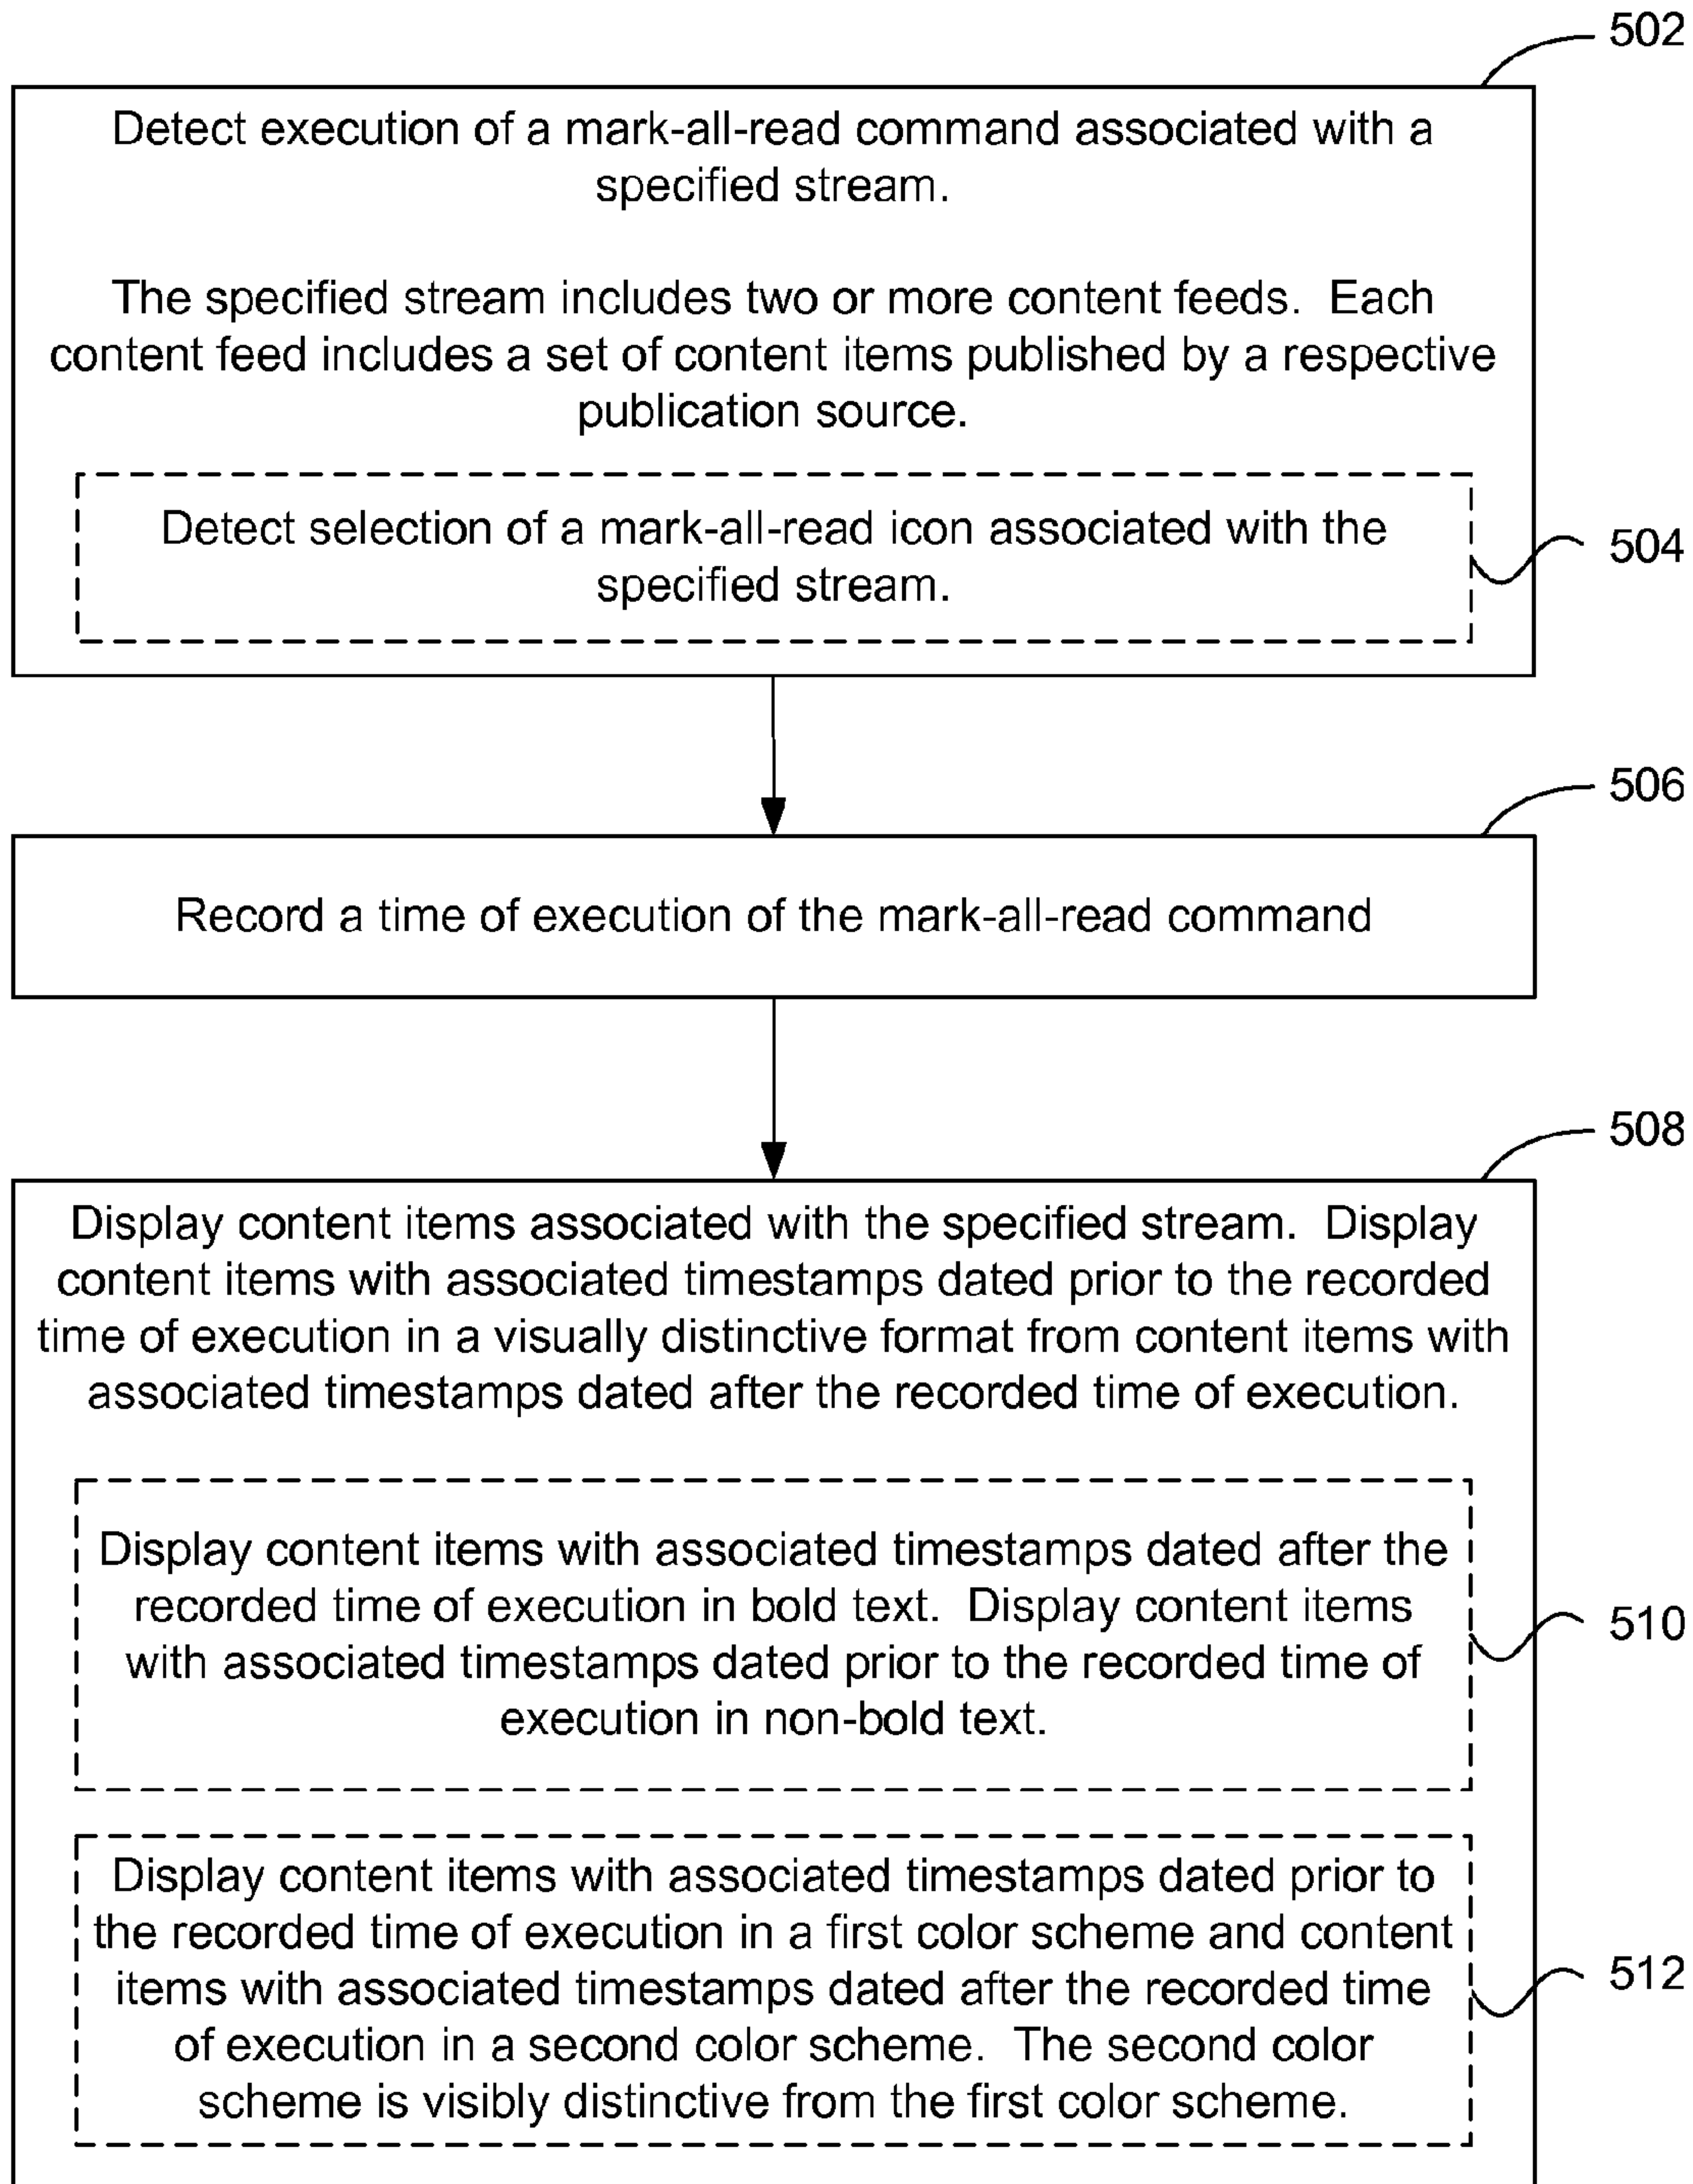 502
Detect execution of a mark-all-read command associated with a
specified stream.
The specified stream includes two or more content feeds.  Each
content feed includes a set of content items published by a respective
publication source.
Detect selection of a mark-all-read icon associated with the
specified stream.
504
506
Record a time of execution of the mark-all-read command
508
Display content items associated with the specified stream.  Display
content items with associated timestamps dated prior to the recorded
time of execution in a visually distinctive format from content items with
associated timestamps dated after the recorded time of execution.
Display content items with associated timestamps dated after the
recorded time of execution in bold text.  Display content items
with associated timestamps dated prior to the recorded time of
execution in non-bold text.
510
Display content items with associated timestamps dated prior to
the recorded time of execution in a first color scheme and content
items with associated timestamps dated after the recorded time
of execution in a second color scheme.  The second color
scheme is visibly distinctive from the first color scheme.
512